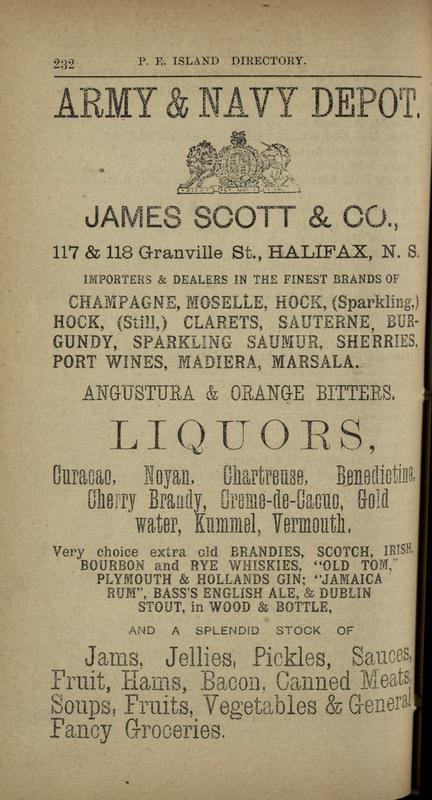 232
P. E. ISLAND DIRECTORY.
ARMY & NAVY DEPOT.
JAMES SCOTT & CO.,
117 & 118 Granville St., HALIFAX, N. S.
IMPORTERS & DEALERS IN THE FINEST BRANDS OF
CHAMPAGNE, MOSELLE, HOCK, (Sparkling,)
HOCK, (Still,) CLARETS, SAUTERNE, BUR-
GUNDY, SPARKLING SAUMUR, SHERRIES,
PORT WINES, MADIERA, MARSALA.
ANGUSTURA & ORANGE BITTERS.
LIQUORS,
Curacao, Noyan, Chartreuse, Benedictine,
Cherry Brandy, Creme-de-Cacuo, Gold
water, Kummel, Vermouth,
Very choice extra old BRANDIES, SCOTCH, IRISH,
BOURBON and RYE WHISKIES, "OLD TOM,"
PLYMOUTH & HOLLANDS GIN; "JAMAICA
RUM", BASS'S ENGLISH ALE, & DUBLIN
STOUT, in WOOD & BOTTLE,
AND A SPLENDID STOCK OF
Jams, Jellies, Pickles, Sauces,
Fruit, Hams, Bacon, Canned Meats,
Soups, Fruits, Vegetables & General
Fancy Groceries.